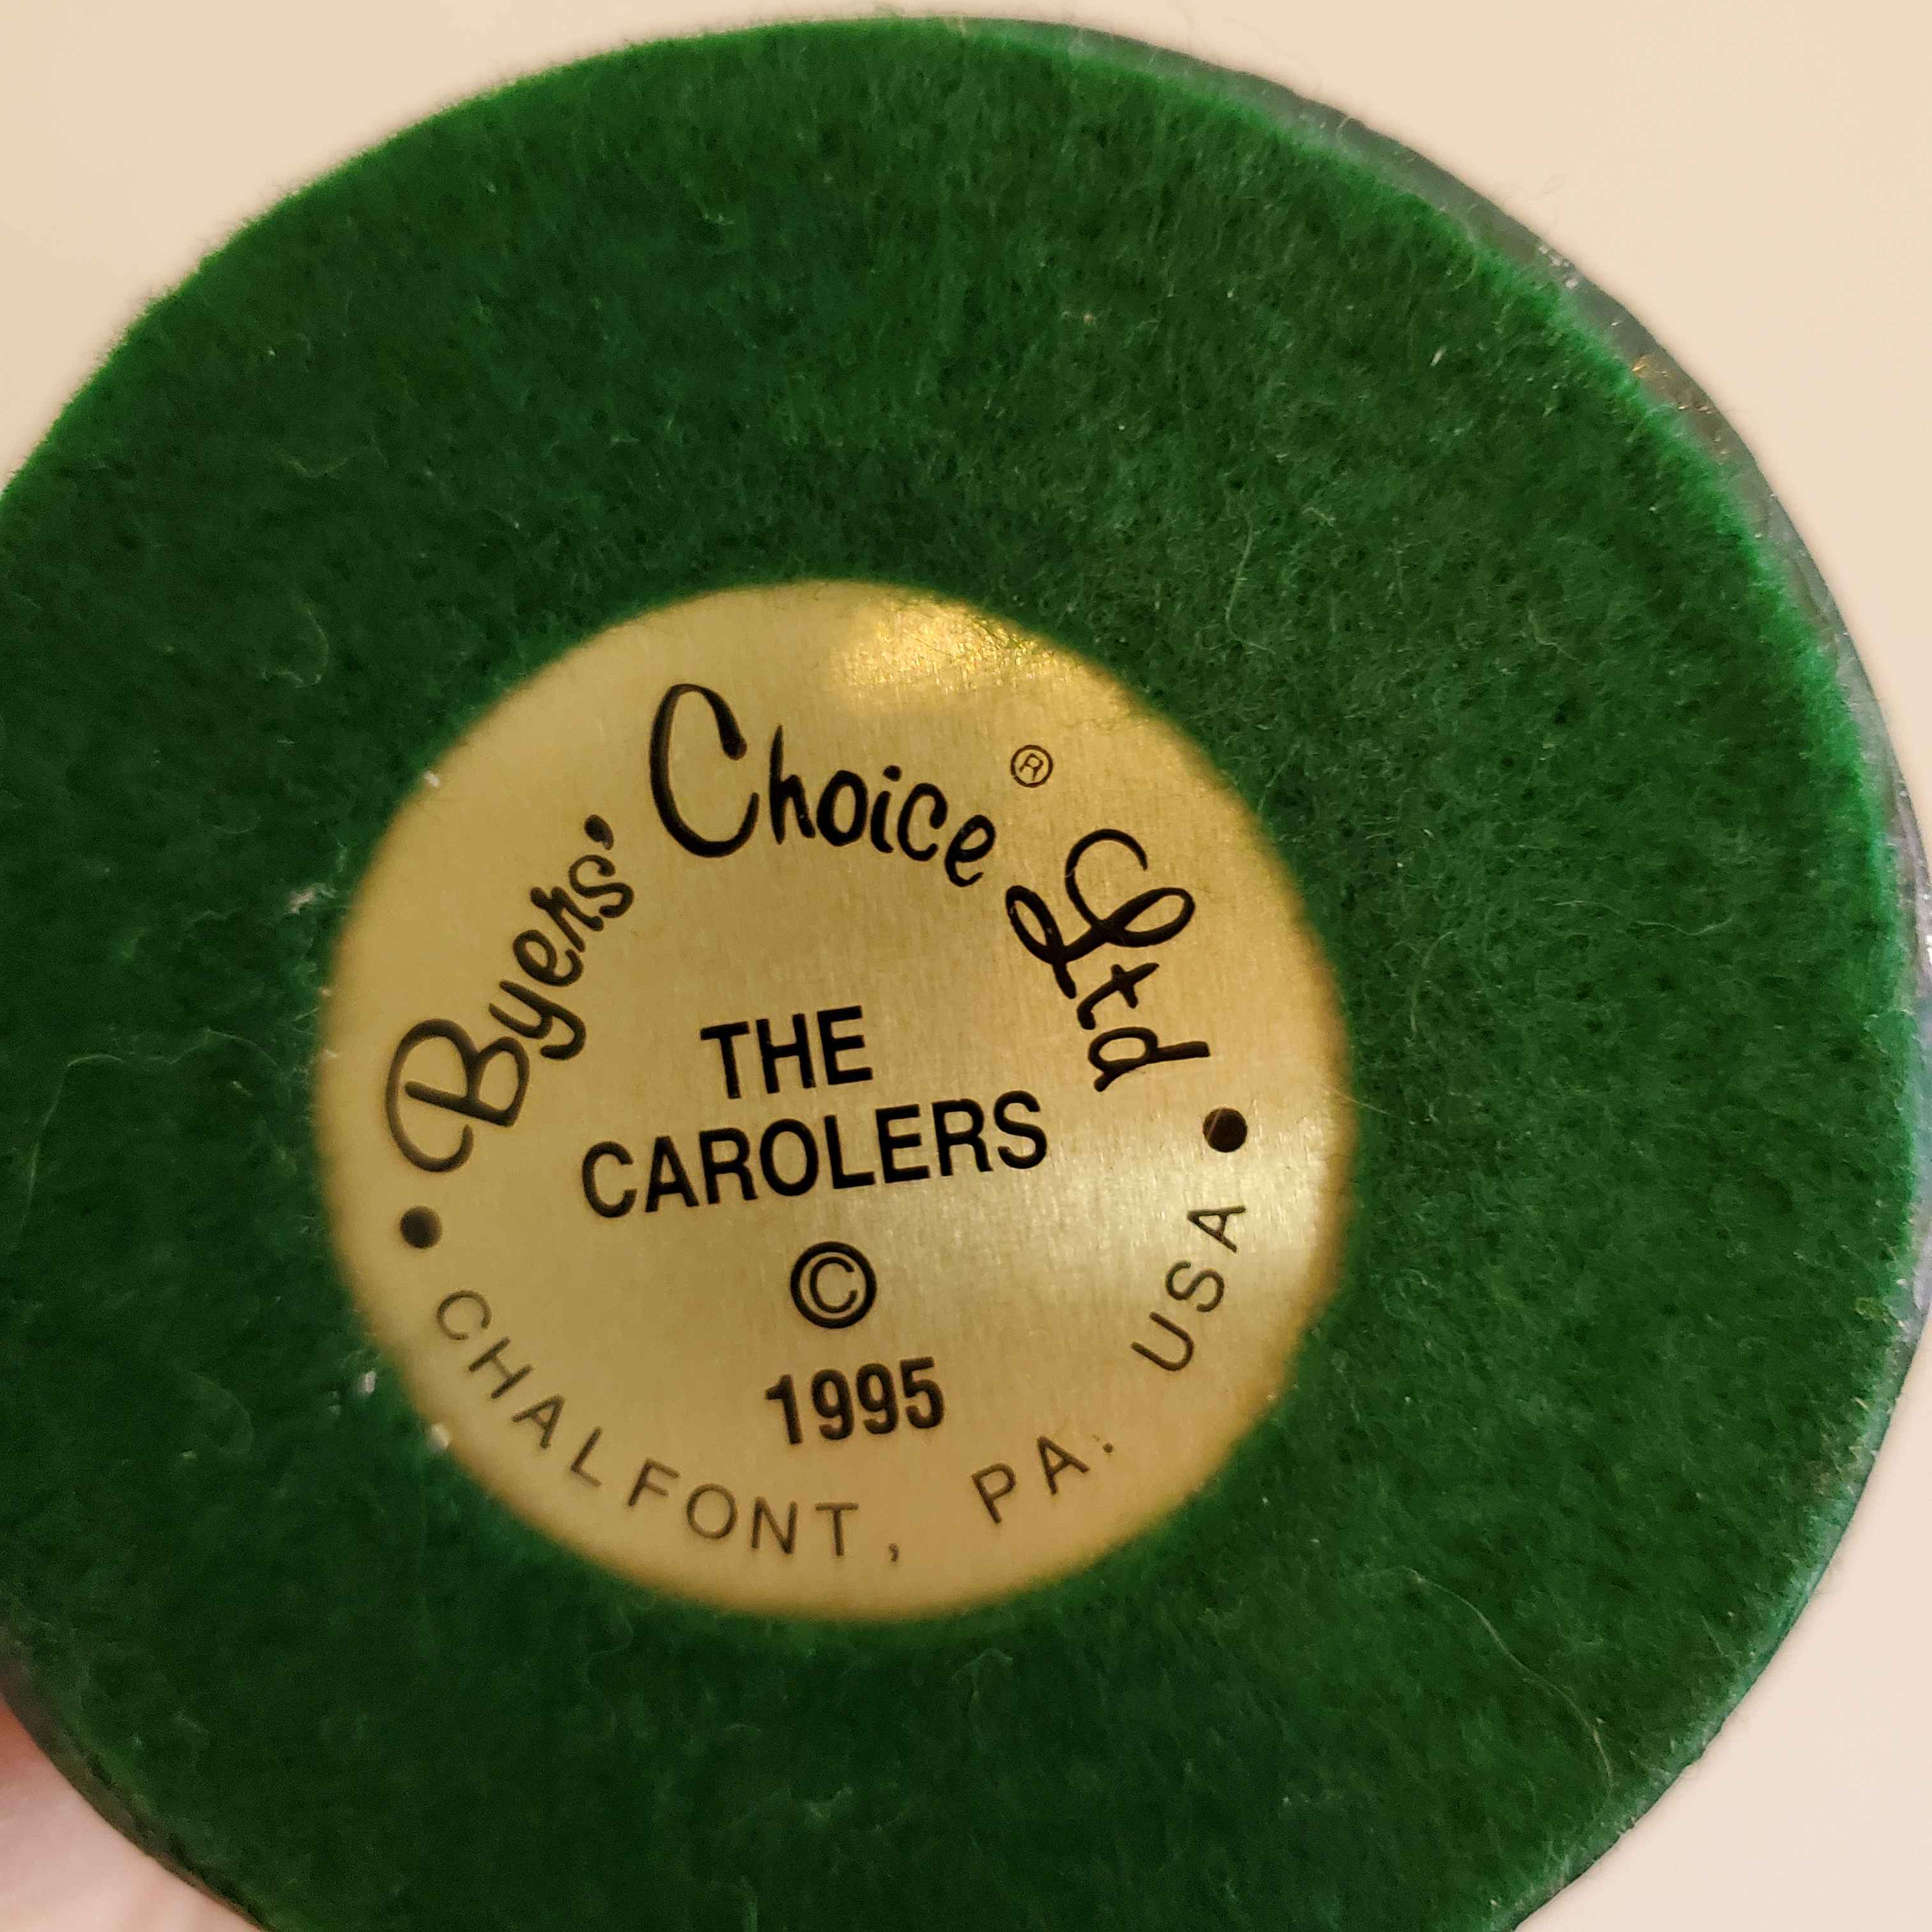 Byers' Choice® Ltd
THE
CAROLERS
©
1995
• CHALFONT, PA. USA •